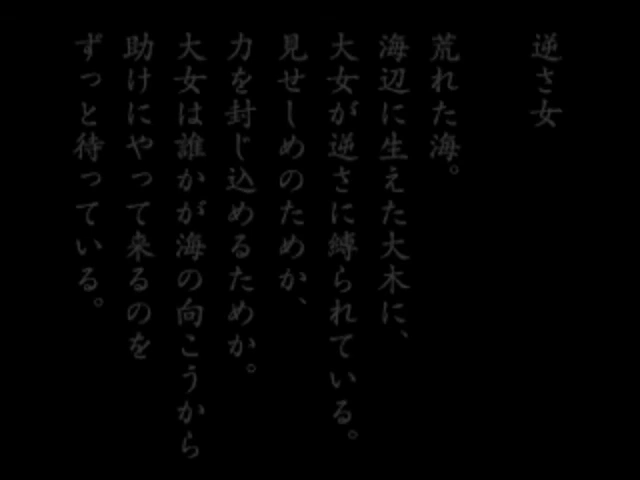 逆さ女
荒れた海。
海辺に生えた大木に、
大女が逆さに縛られている。
見せしめのためか、
力を封じ込めるためか。
大女は誰かが海の向こうから
助けにやって来るのを
ずっと待っている。